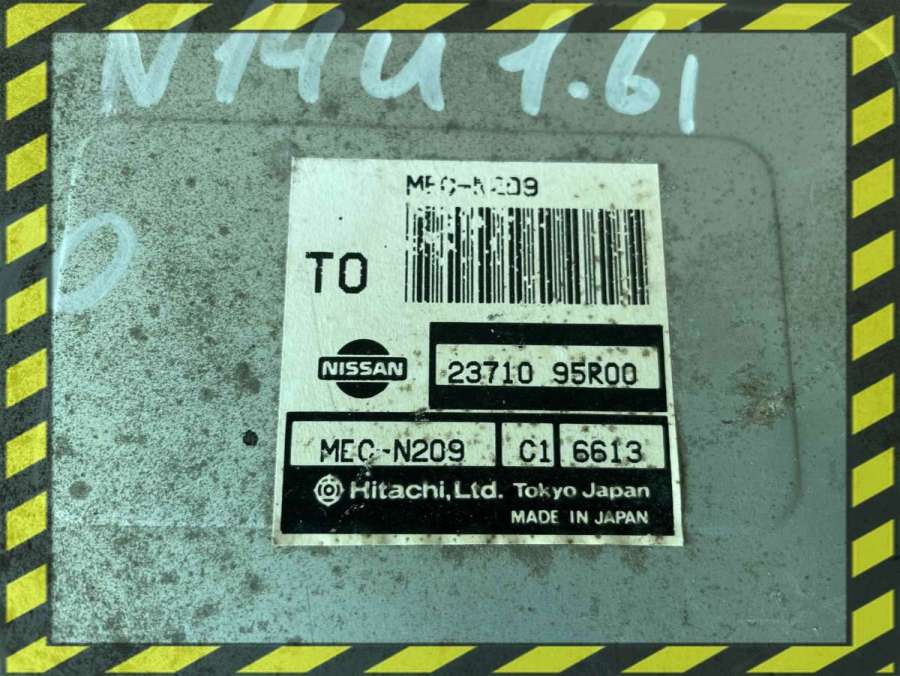 N14U 1.6i
MEC-N209
TO
NISSAN
23710 95R00
MEC-N209 C1 6613
Hitachi, Ltd. Tokyo Japan
MADE IN JAPAN